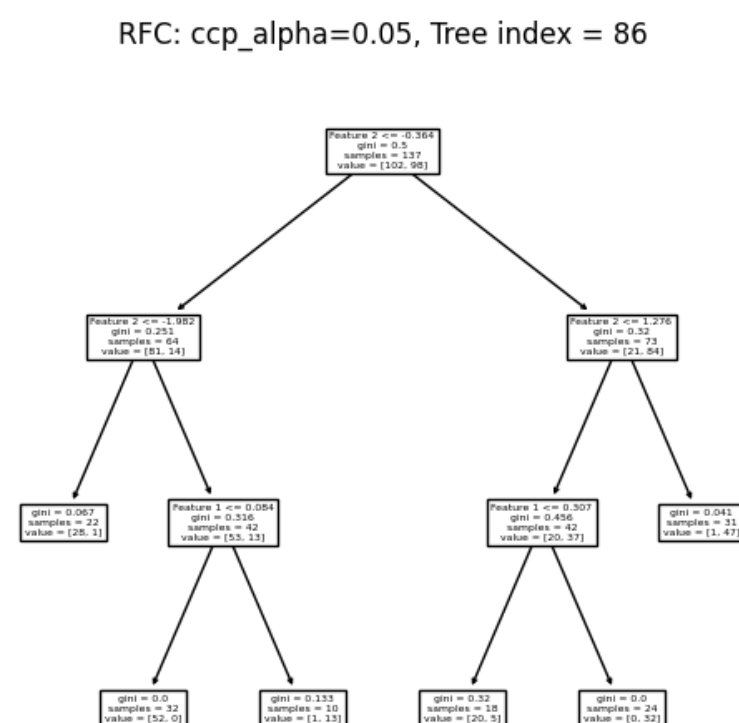 RFC: ccp_alpha=0.05, Tree index = 86
Feature 2 <= -0.364
gini = 0.5
samples = 137
value = [102, 98]
Feature 2 <= -1.982
gini = 0.251
samples = 64
value = [81, 14]
Feature 2 <= 1.276
gini = 0.32
samples = 73
value = [21, 84]
gini = 0.067
samples = 22
value = [28, 1]
Feature 1 <= 0.084
gini = 0.316
samples = 42
value = [53, 13]
Feature 1 <= 0.307
gini = 0.456
samples = 42
value = [20, 37]
gini = 0.041
samples = 31
value = [1, 47]
gini = 0.0
samples = 32
value = [52, 0]
gini = 0.133
samples = 10
value = [1, 13]
gini = 0.32
samples = 18
value = [20, 5]
gini = 0.0
samples = 24
value = [0, 32]